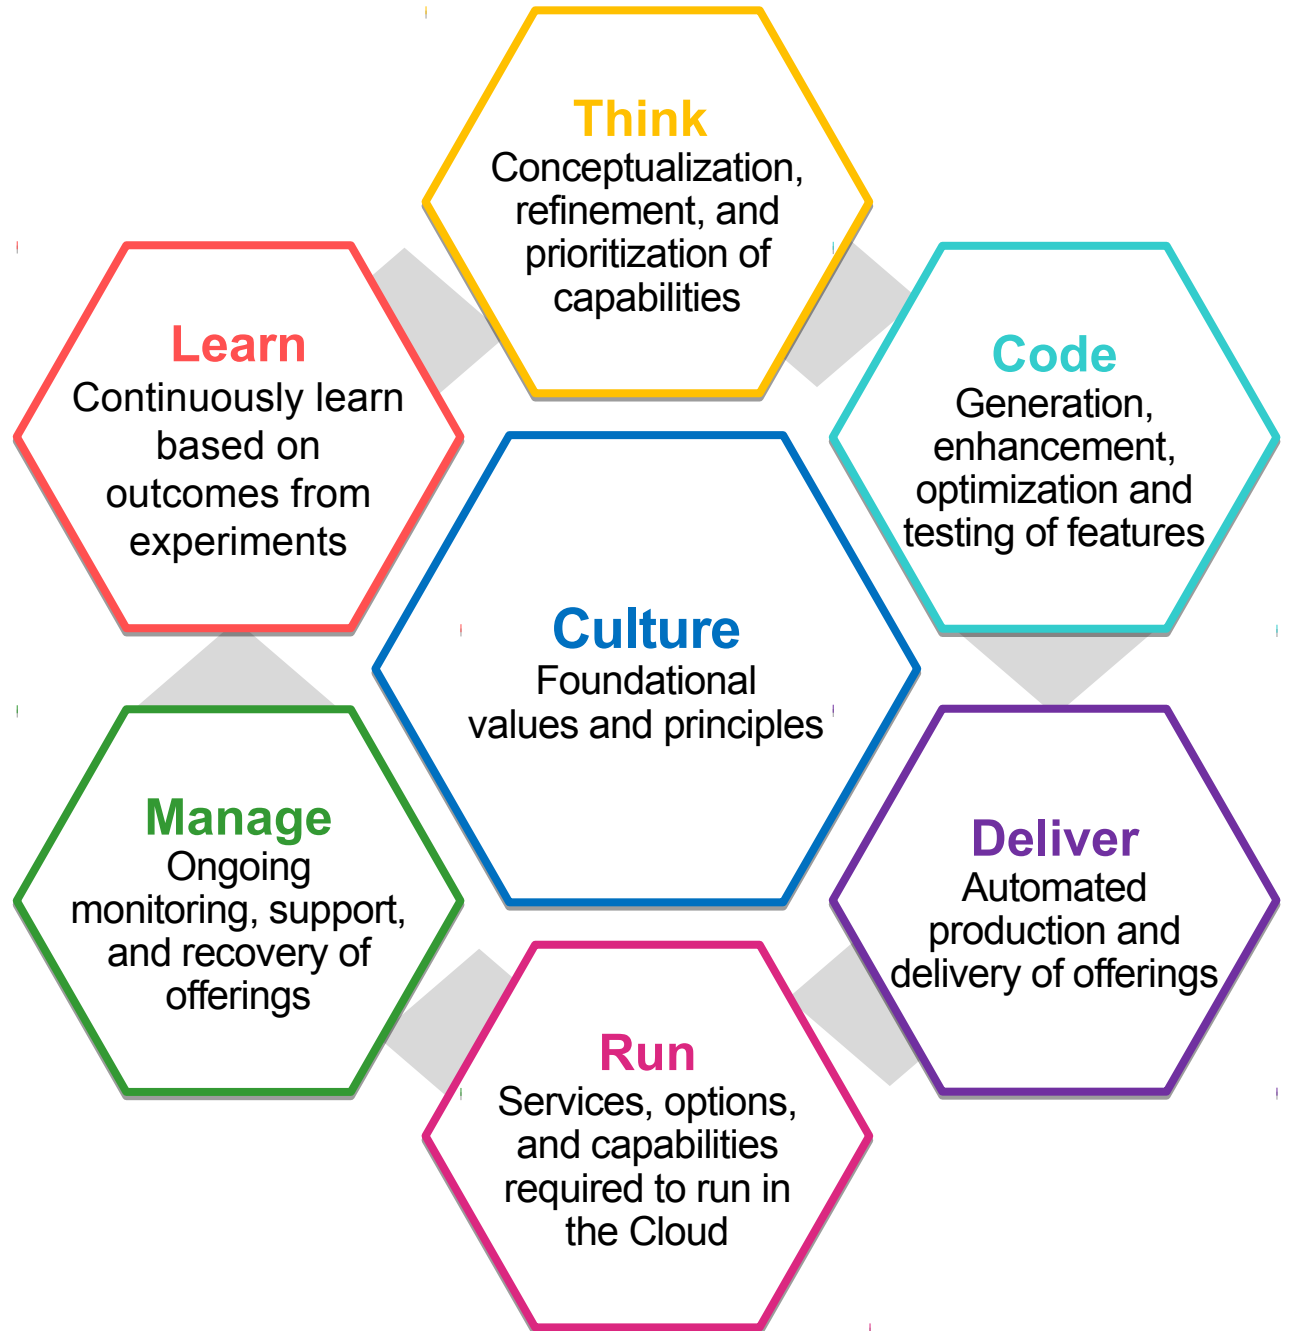 Think
Conceptualization,
refinement, and
prioritization of
capabilities
Learn
Continuously learn
based on
outcomes from
experiments
Code
Generation,
enhancement,
optimization and
testing of features
Culture
Foundational
values and principles
Manage
Ongoing
monitoring, support,
and recovery of
offerings
Deliver
Automated
production and
delivery of offerings
Run
Services, options,
and capabilities
required to run in
the Cloud